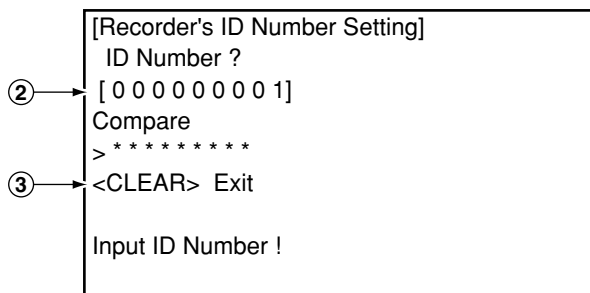 [Recorder's ID Number Setting]
ID Number ?
② [ 0 0 0 0 0 0 0 0 1]
Compare
> * * * * * * * * *
③ <CLEAR> Exit
Input ID Number !